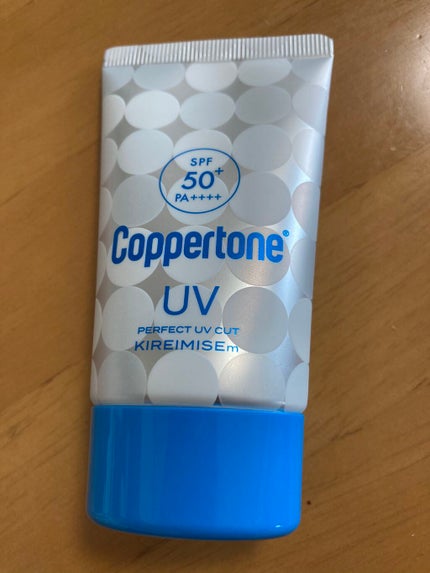 SPF
50+
PA++++
Coppertone®
UV
PERFECT UV CUT
KIREIMISEm